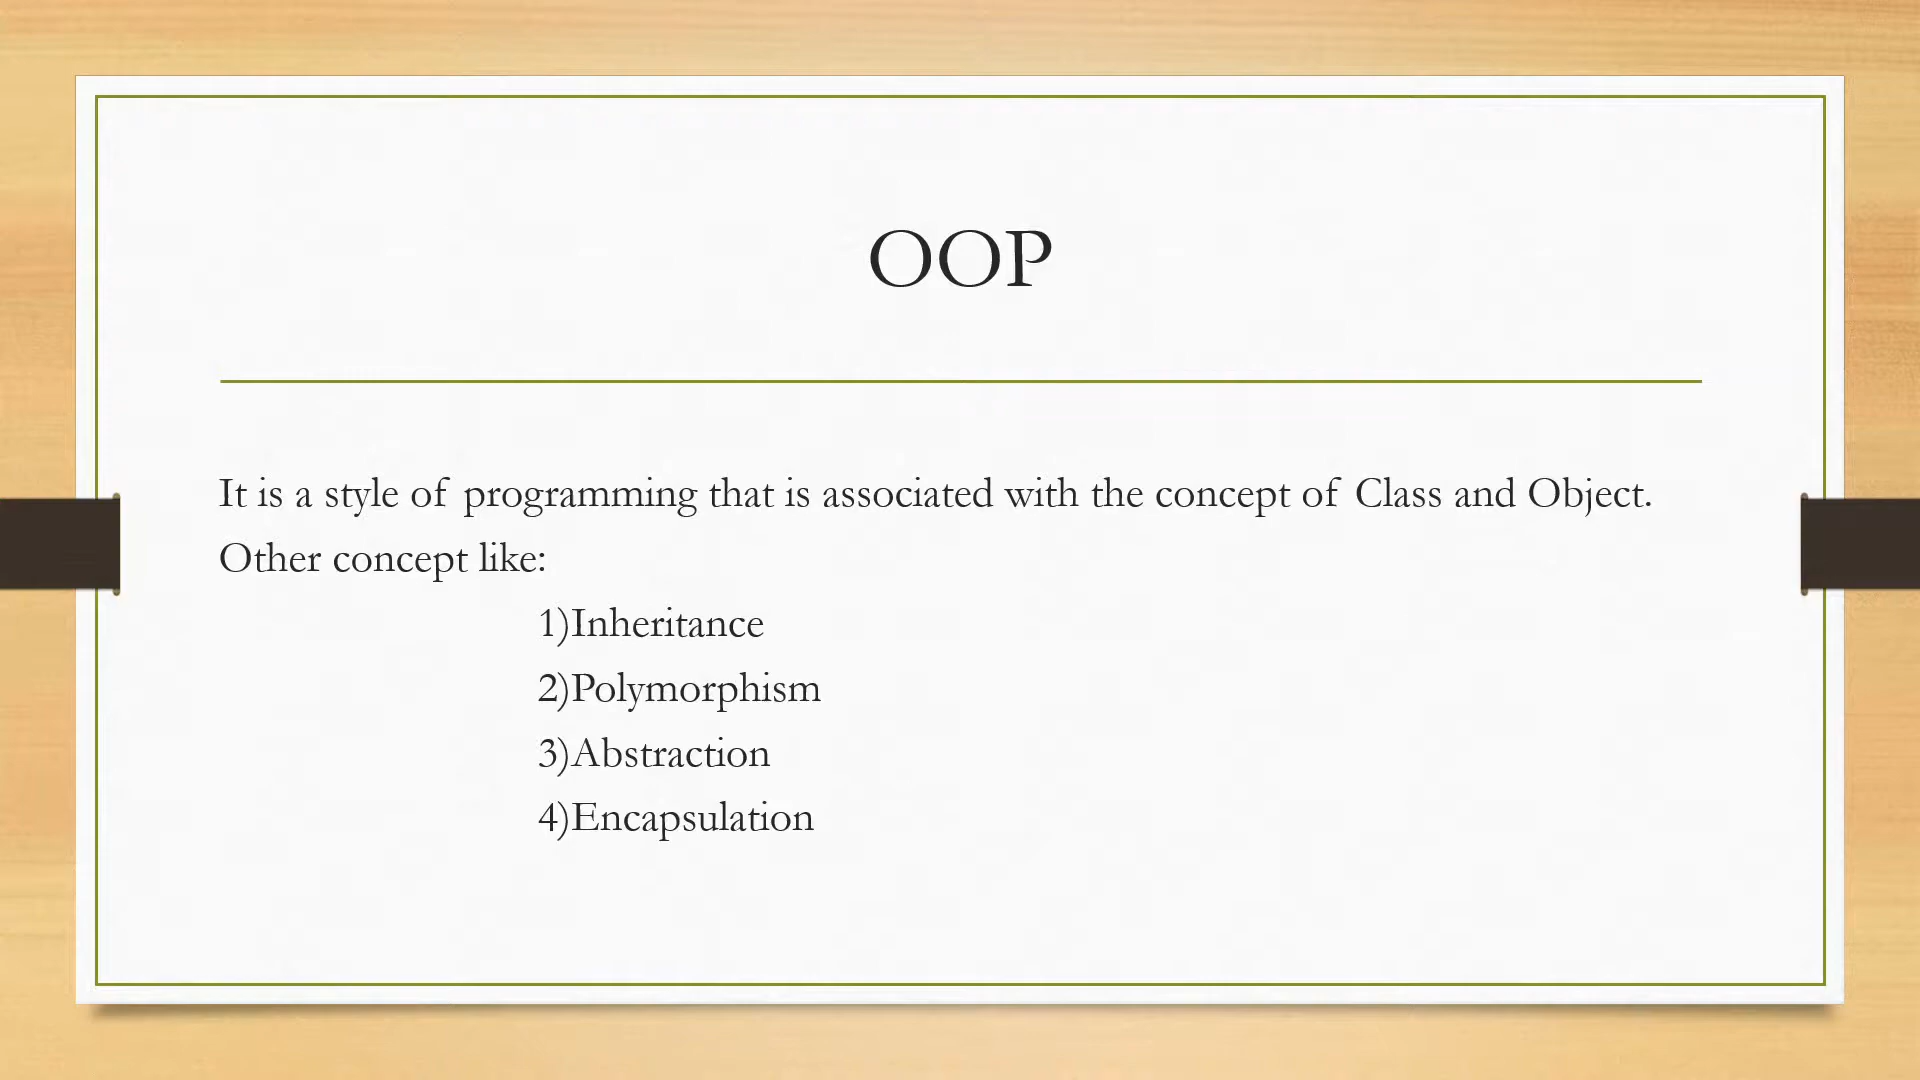 OOP
It is a style of programming that is associated with the concept of Class and Object.
Other concept like:
1)Inheritance
2)Polymorphism
3)Abstraction
4)Encapsulation